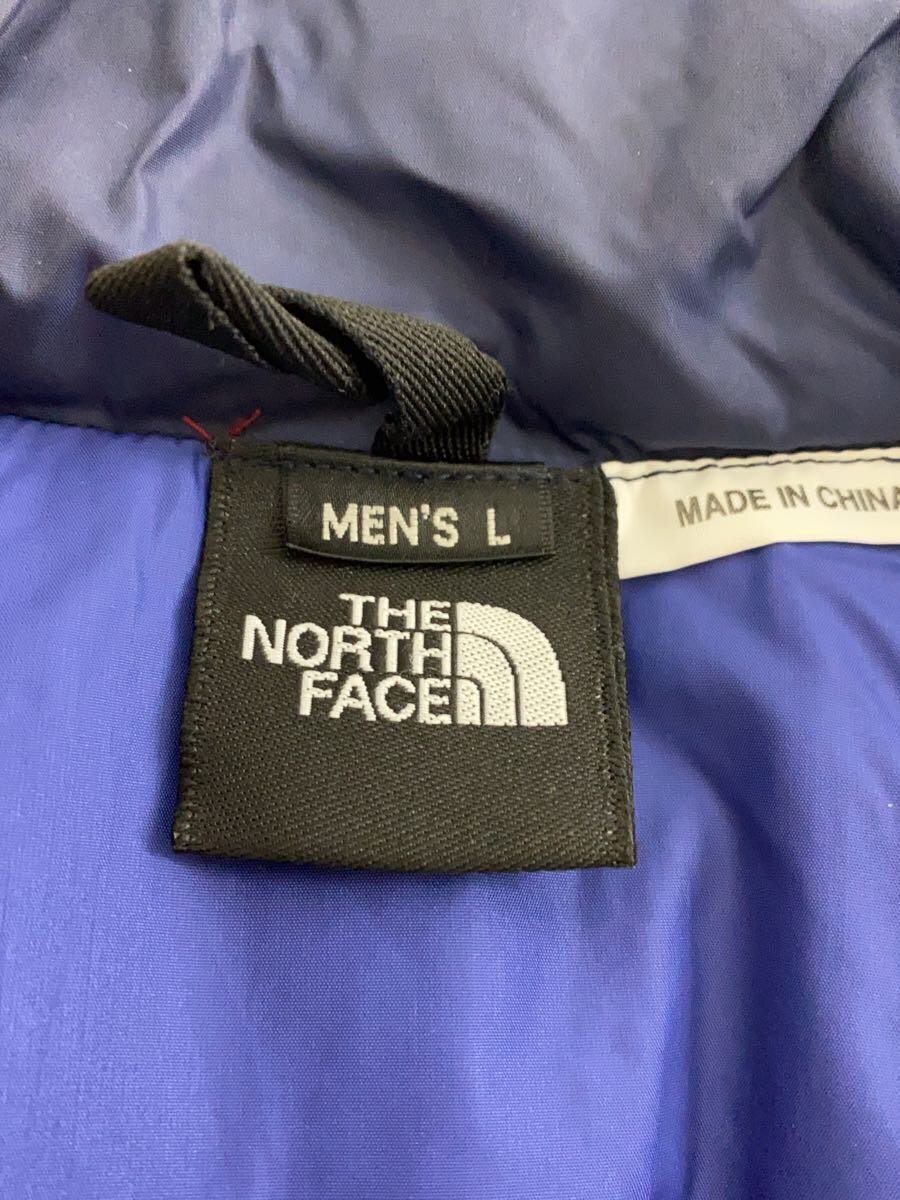 MEN'S L
MADE IN CHINA
THE
NORTH
FACE